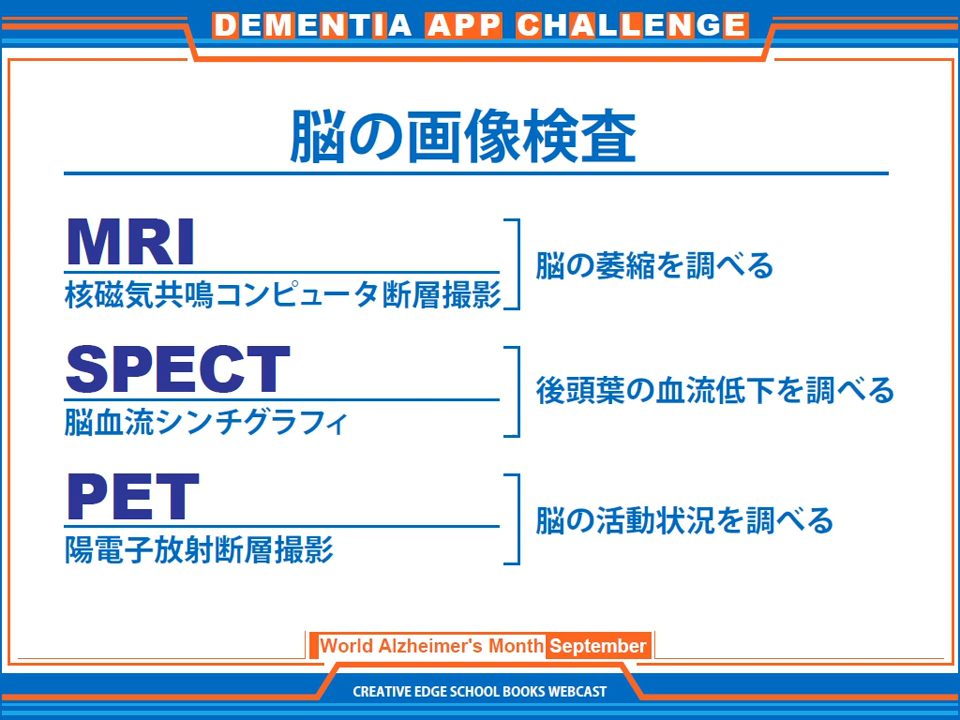 DEMENTIA APP CHALLENGE
脳の画像検査
MRI
核磁気共鳴コンピュータ断層撮影
脳の萎縮を調べる
SPECT
脳血流シンチグラフィ
後頭葉の血流低下を調べる
PET
陽電子放射断層撮影
脳の活動状況を調べる
World Alzheimer's Month September
CREATIVE EDGE SCHOOL BOOKS WEBCAST